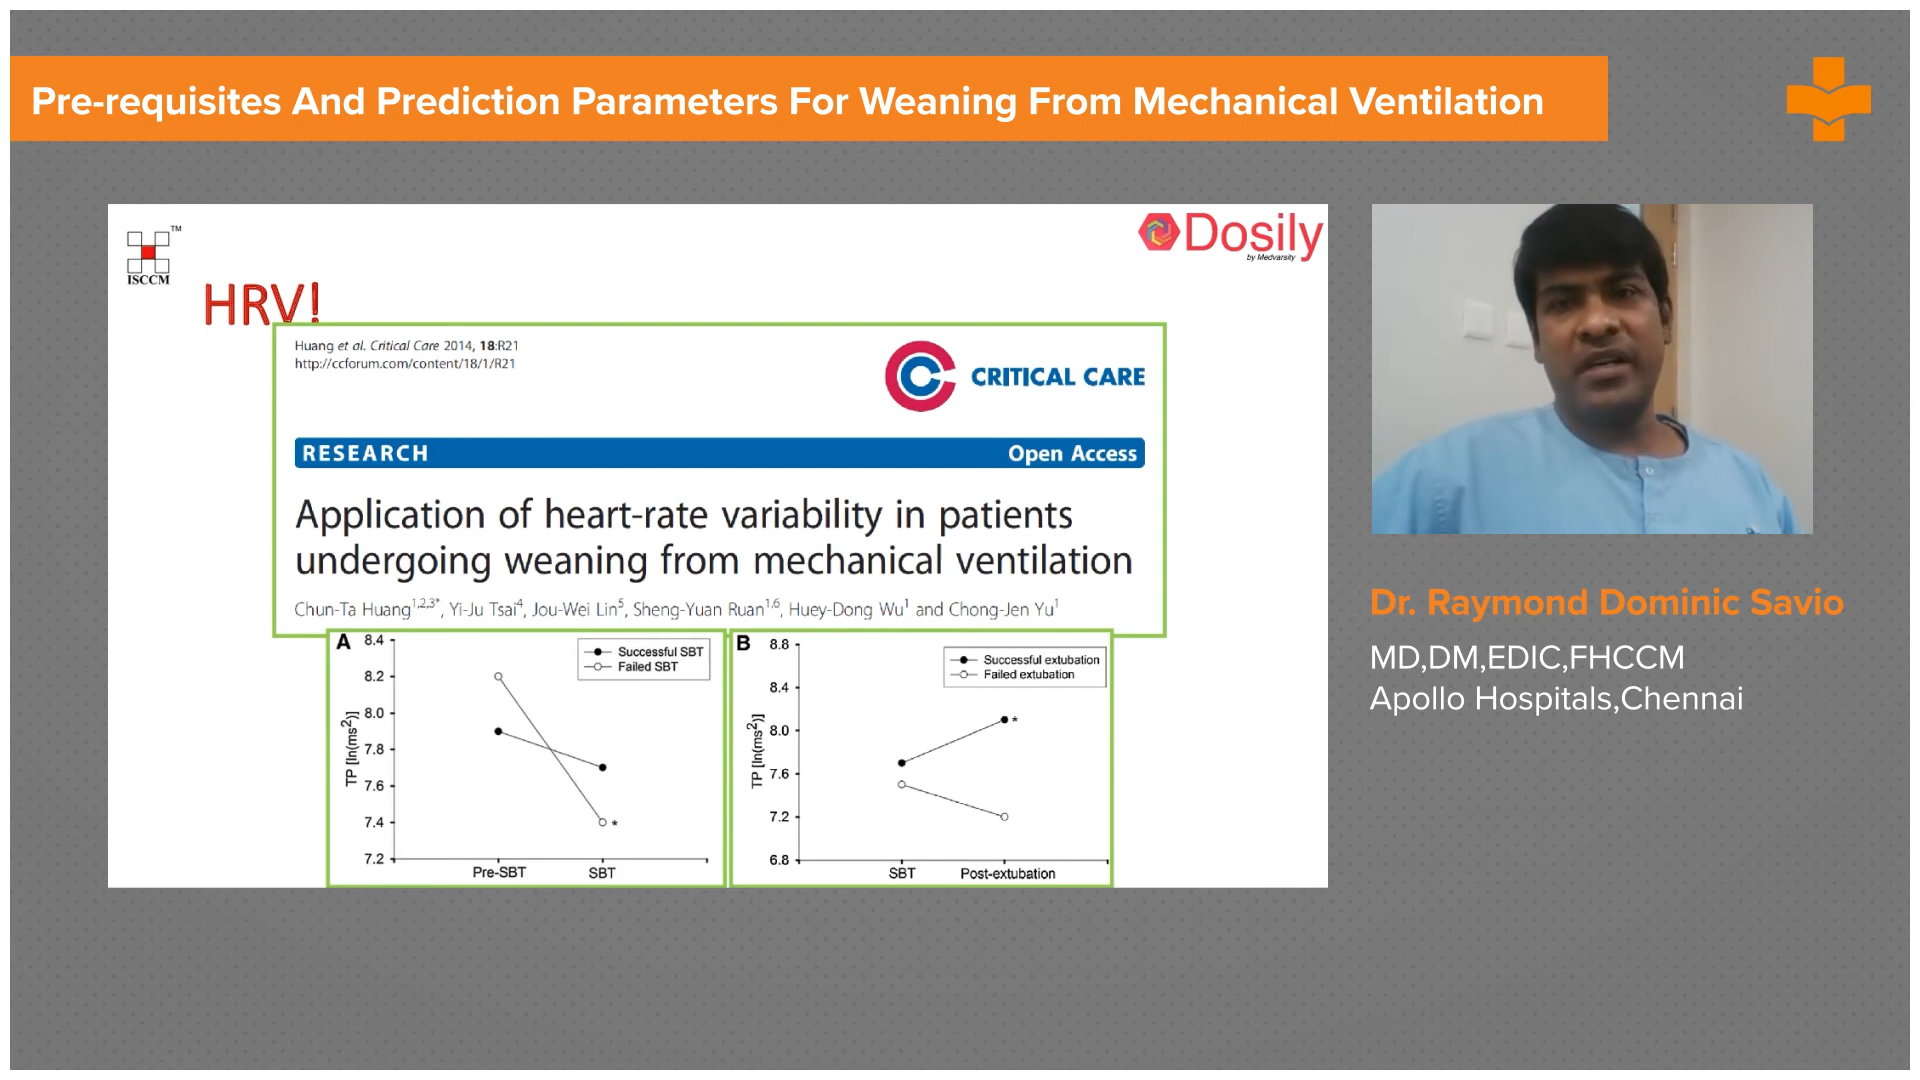 Pre-requisites And Prediction Parameters For Weaning From Mechanical Ventilation
TM
ISCCM
Dosily
by Medvarsity
HRV!
Huang et al. Critical Care 2014, 18:R21
http://ccforum.com/content/18/1/R21
CRITICAL CARE
RESEARCH
Open Access
Application of heart-rate variability in patients
undergoing weaning from mechanical ventilation
Chun-Ta Huang1,2,3*, Yi-Ju Tsai4, Jou-Wei Lin5, Sheng-Yuan Ruan1,6, Huey-Dong Wu1 and Chong-Jen Yu1
A
8.4
8.2
8.0
7.8
7.6
7.4
7.2
TP [ln(ms2)]
Successful SBT
Failed SBT
*
Pre-SBT
SBT
B
8.8
8.4
8.0
7.6
7.2
6.8
TP [ln(ms2)]
Successful extubation
Failed extubation
*
SBT
Post-extubation
Dr. Raymond Dominic Savio
MD,DM,EDIC,FHCCM
Apollo Hospitals,Chennai